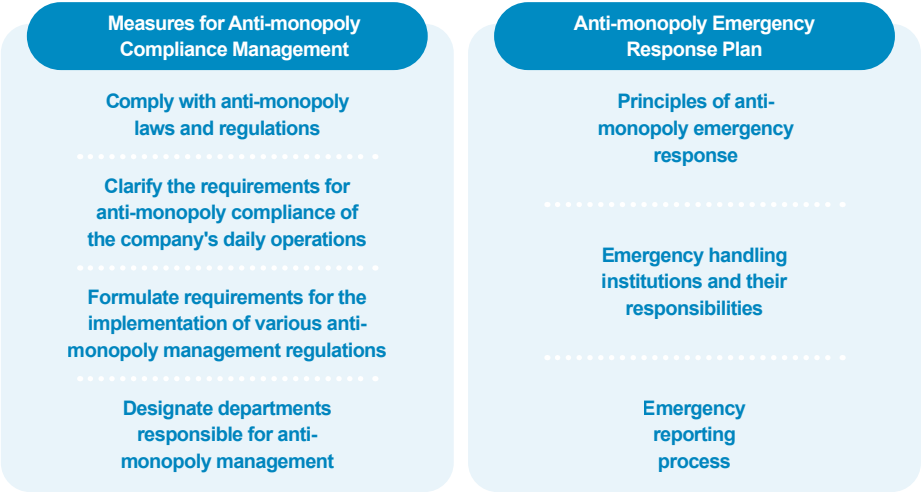 Measures for Anti-monopoly
Compliance Management
Comply with anti-monopoly
laws and regulations
Clarify the requirements for
anti-monopoly compliance of
the company's daily operations
Formulate requirements for the
implementation of various anti-
monopoly management regulations
Designate departments
responsible for anti-
monopoly management
Anti-monopoly Emergency
Response Plan
Principles of anti-
monopoly emergency
response
Emergency handling
institutions and their
responsibilities
Emergency
reporting
process